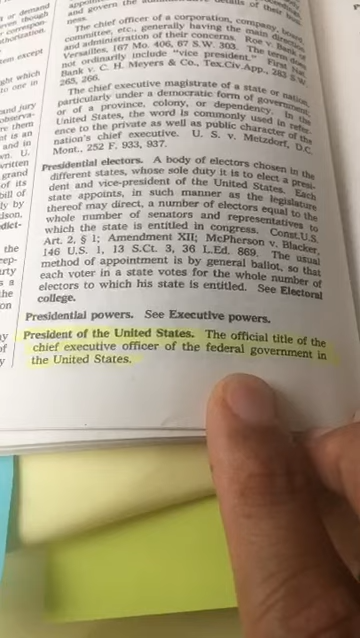 The chief officer of a corporation, company, board,
committee, etc., generally having the main direction
and administration of their concerns. Roe v. Bank of
Versailles, 167 Mo. 406, 67 S.W. 303. The term does
not ordinarily include "vice president." First Nat.
Bank v. C. H. Meyers & Co., Tex.Civ.App., 283 S.W.
265, 266.
The chief executive magistrate of a state or nation,
particularly under a democratic form of government;
or of a province, colony, or dependency. In the
United States, the word is commonly used in refer-
ence to the private as well as public character of the
nation's chief executive. U. S. v. Metzdorf, D.C.
Mont., 252 F. 933, 937.
Presidential electors. A body of electors chosen in the
different states, whose sole duty it is to elect a presi-
dent and vice-president of the United States. Each
state appoints, in such manner as the legislature
thereof may direct, a number of electors equal to the
whole number of senators and representatives to
which the state is entitled in congress. Const.U.S.
Art. 2, § 1; Amendment XII; McPherson v. Blacker,
146 U.S. 1, 13 S.Ct. 3, 36 L.Ed. 869. The usual
method of appointment is by general ballot, so that
each voter in a state votes for the whole number of
electors to which his state is entitled. See Electoral
college.
Presidential powers. See Executive powers.
President of the United States. The official title of the
chief executive officer of the federal government in
the United States.